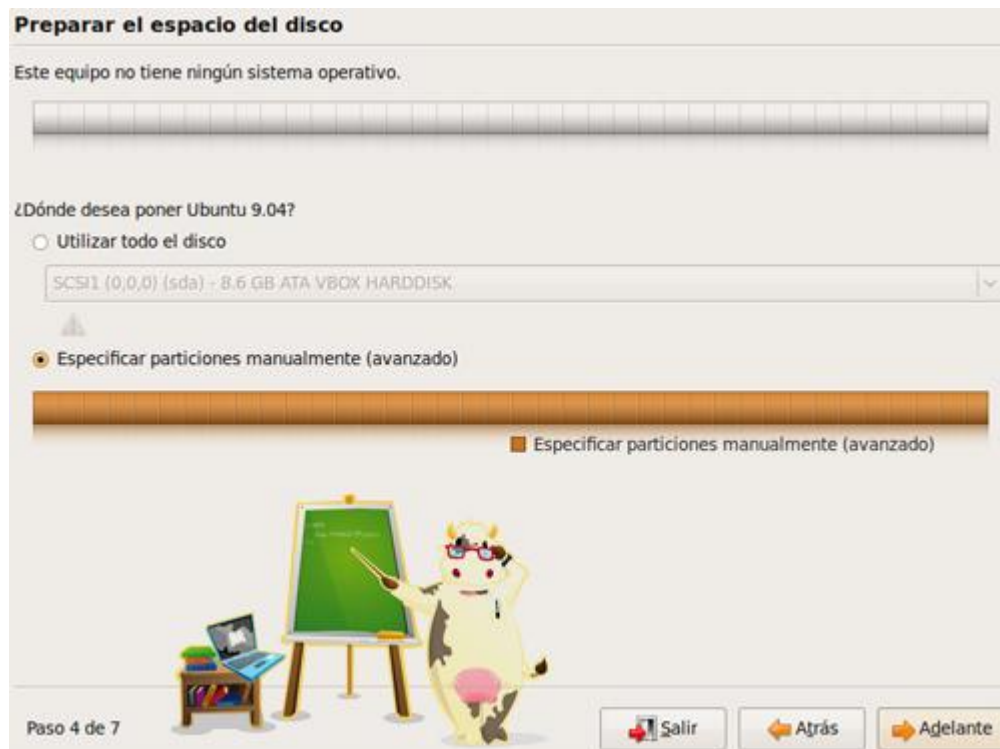 Preparar el espacio del disco
Este equipo no tiene ningún sistema operativo.
¿Dónde desea poner Ubuntu 9.04?
Utilizar todo el disco
SCSI1 (0,0,0) (sda) - 8.6 GB ATA VBOX HARDDISK
Especificar particiones manualmente (avanzado)
Especificar particiones manualmente (avanzado)
Paso 4 de 7
Salir
Atrás
Adelante